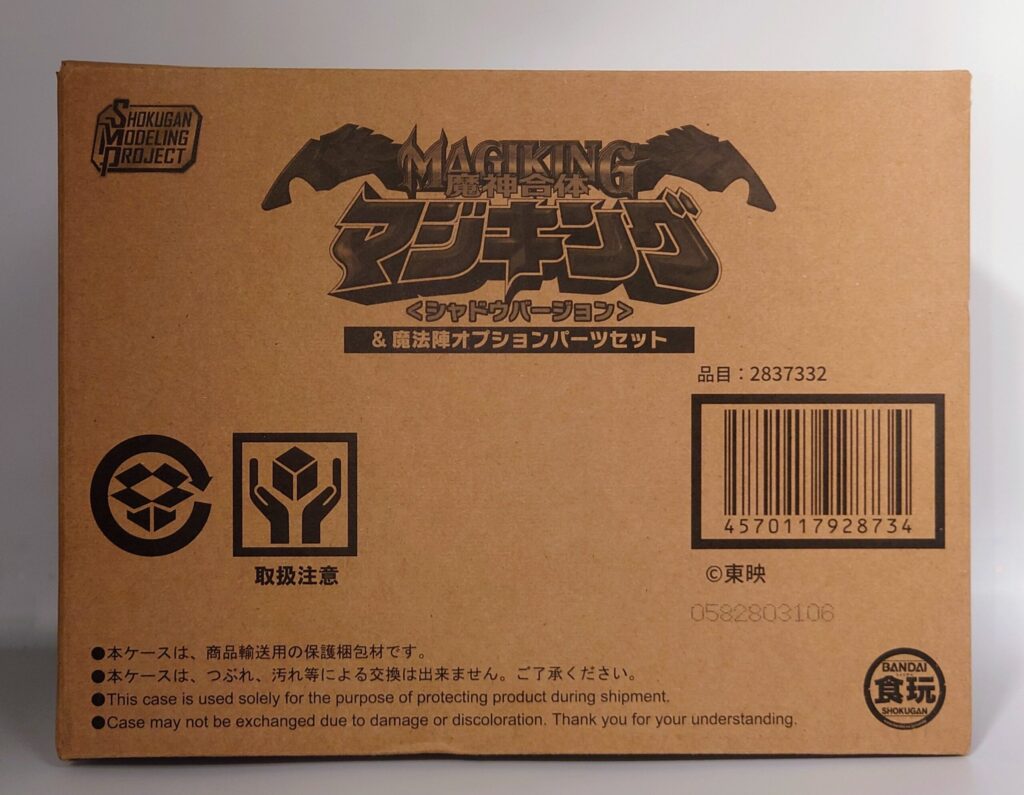 SHOKUGAN
MODELING
PROJECT
MAGIKING
魔神合体
マジキング
<シャドウバージョン>
& 魔法陣オプションパーツセット
品目：2837332
4570117928734
取扱注意
©東映
0582803106
●本ケースは、商品輸送用の保護梱包材です。
●本ケースは、つぶれ、汚れ等による交換は出来ません。ご了承ください。
●This case is used solely for the purpose of protecting product during shipment.
●Case may not be exchanged due to damage or discoloration. Thank you for your understanding.
BANDAI
食玩
SHOKUGAN